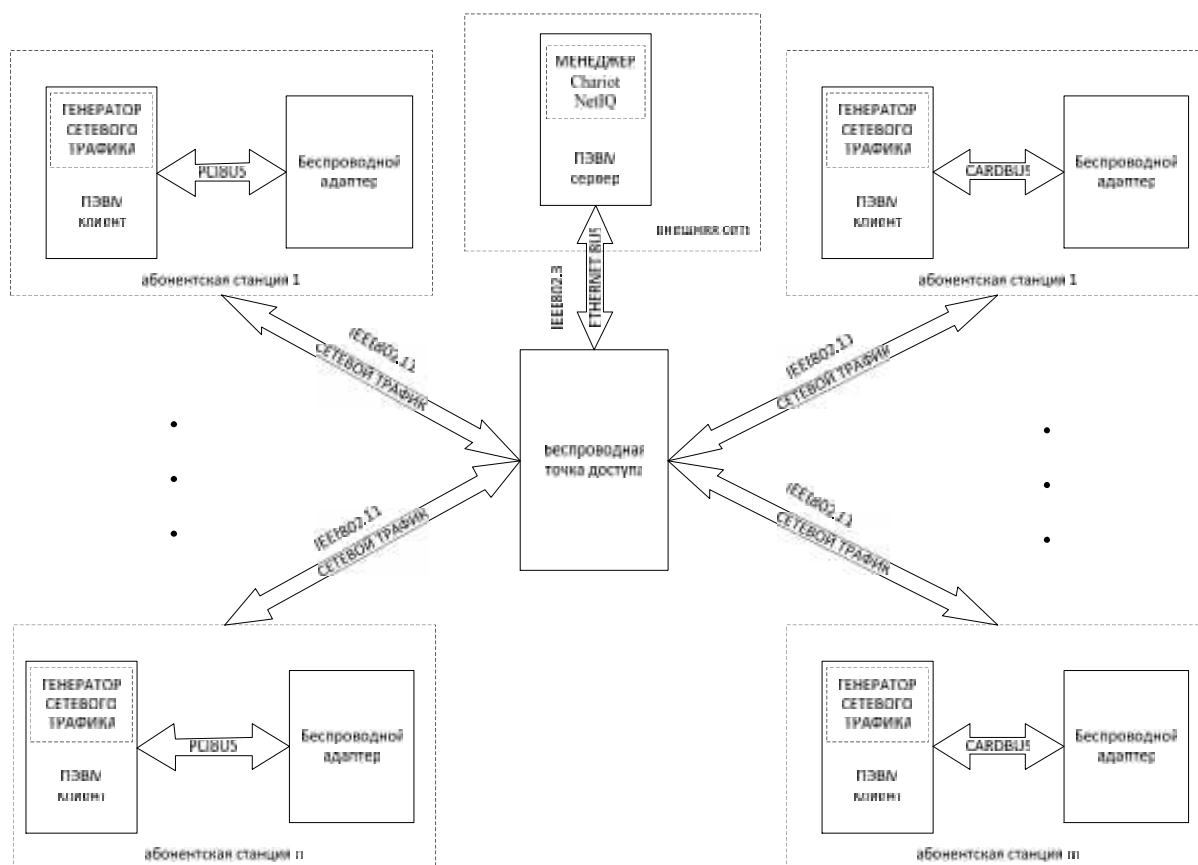 ГЕНЕРАТОР
СЕТЕВОГО
ТРАФИКА
ПЭВМ
клиент
PCIBUS
Беспроводной
адаптер
абонентская станция 1
МЕНЕДЖЕР
Chariot
NetIQ
ПЭВМ
сервер
ВНЕШНЯЯ СЕТЬ
ГЕНЕРАТОР
СЕТЕВОГО
ТРАФИКА
ПЭВМ
клиент
CARDBUS
Беспроводной
адаптер
абонентская станция 1
IEEE802.3
ETHERNET BUS
IEEE802.11
СЕТЕВОЙ ТРАФИК
IEEE802.11
СЕТЕВОЙ ТРАФИК
Беспроводная
точка доступа
IEEE802.11
СЕТЕВОЙ ТРАФИК
IEEE802.11
СЕТЕВОЙ ТРАФИК
ГЕНЕРАТОР
СЕТЕВОГО
ТРАФИКА
ПЭВМ
клиент
PCIBUS
Беспроводной
адаптер
абонентская станция n
ГЕНЕРАТОР
СЕТЕВОГО
ТРАФИКА
ПЭВМ
клиент
CARDBUS
Беспроводной
адаптер
абонентская станция m